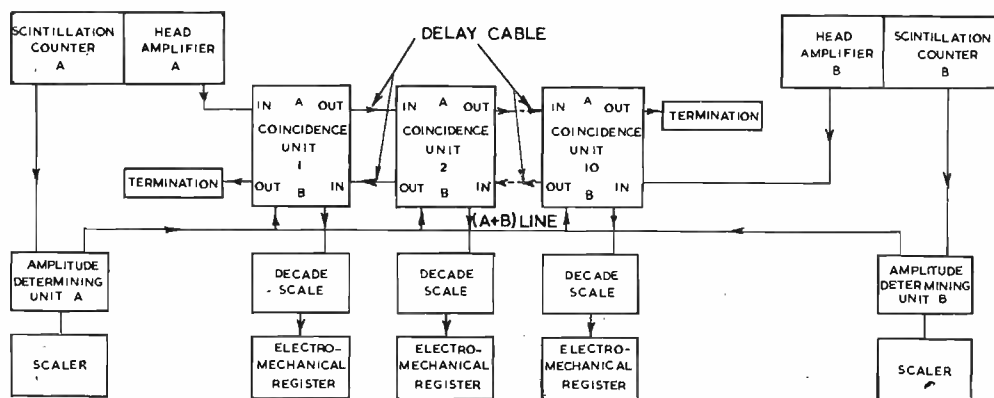 SCINTILLATION
COUNTER
A
HEAD
AMPLIFIER
A
DELAY CABLE
HEAD
AMPLIFIER
B
SCINTILLATION
COUNTER
B
IN A OUT
COINCIDENCE
UNIT
1
OUT B IN
IN A OUT
COINCIDENCE
UNIT
2
OUT B IN
IN A OUT
COINCIDENCE
UNIT
10
OUT B IN
TERMINATION
TERMINATION
(A+B) LINE
AMPLITUDE
DETERMINING
UNIT A
DECADE
SCALE
DECADE
SCALE
DECADE
SCALE
AMPLITUDE
DETERMINING
UNIT B
SCALER
ELECTRO-
MECHANICAL
REGISTER
ELECTRO-
MECHANICAL
REGISTER
ELECTRO-
MECHANICAL
REGISTER
SCALER